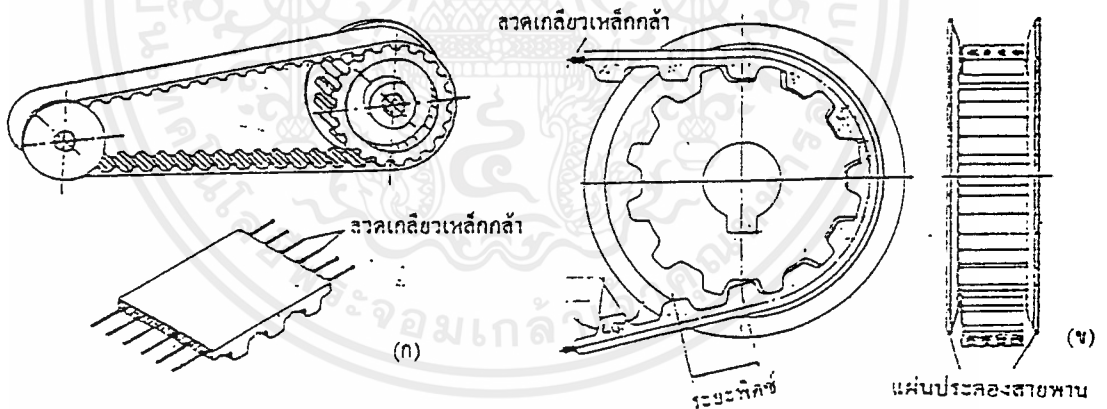 ลวดเกลียวเหล็กกล้า
ลวดเกลียวเหล็กกล้า
(ก)
ระยะพิตซ์
(ข)
แผ่นประคองสายพาน